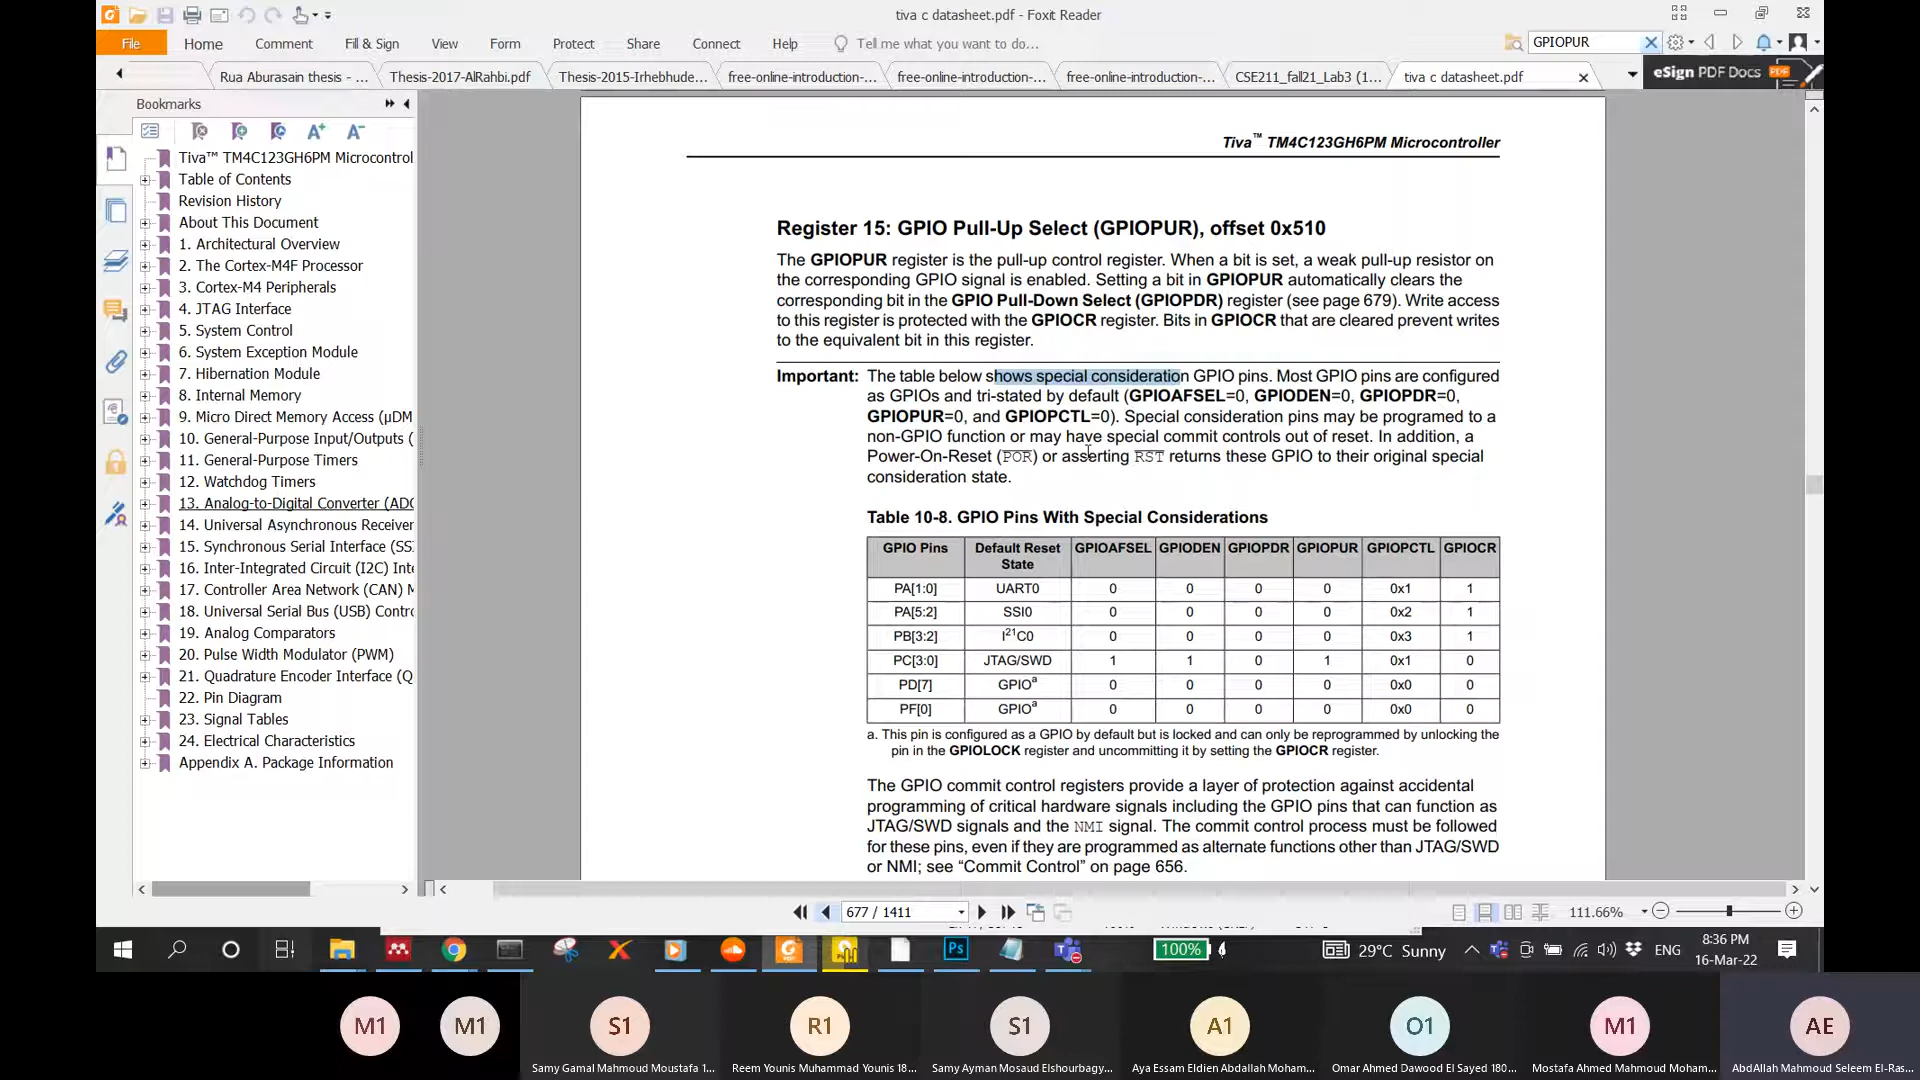 tiva c datasheet.pdf - Foxit Reader
File Home Comment Fill & Sign View Form Protect Share Connect Help Tell me what you want to do... GPIOPUR
Rua Aburasain thesis - ... Thesis-2017-AlRahbi.pdf Thesis-2015-Irhebhude... free-online-introduction-... free-online-introduction-... free-online-introduction-... CSE211_fall21_Lab3 (1... tiva c datasheet.pdf eSign PDF Docs
Bookmarks
Tiva™ TM4C123GH6PM Microcontrol
Table of Contents
Revision History
About This Document
1. Architectural Overview
2. The Cortex-M4F Processor
3. Cortex-M4 Peripherals
4. JTAG Interface
5. System Control
6. System Exception Module
7. Hibernation Module
8. Internal Memory
9. Micro Direct Memory Access (µDM
10. General-Purpose Input/Outputs (
11. General-Purpose Timers
12. Watchdog Timers
13. Analog-to-Digital Converter (ADC
14. Universal Asynchronous Receiver
15. Synchronous Serial Interface (SS
16. Inter-Integrated Circuit (I2C) Int
17. Controller Area Network (CAN) M
18. Universal Serial Bus (USB) Contro
19. Analog Comparators
20. Pulse Width Modulator (PWM)
21. Quadrature Encoder Interface (Q
22. Pin Diagram
23. Signal Tables
24. Electrical Characteristics
Appendix A. Package Information
Tiva™ TM4C123GH6PM Microcontroller
Register 15: GPIO Pull-Up Select (GPIOPUR), offset 0x510
The GPIOPUR register is the pull-up control register. When a bit is set, a weak pull-up resistor on
the corresponding GPIO signal is enabled. Setting a bit in GPIOPUR automatically clears the
corresponding bit in the GPIO Pull-Down Select (GPIOPDR) register (see page 679). Write access
to this register is protected with the GPIOCR register. Bits in GPIOCR that are cleared prevent writes
to the equivalent bit in this register.
Important: The table below shows special consideration GPIO pins. Most GPIO pins are configured
as GPIOs and tri-stated by default (GPIOAFSEL=0, GPIODEN=0, GPIOPDR=0,
GPIOPUR=0, and GPIOPCTL=0). Special consideration pins may be programed to a
non-GPIO function or may have special commit controls out of reset. In addition, a
Power-On-Reset (POR) or asserting RST returns these GPIO to their original special
consideration state.
Table 10-8. GPIO Pins With Special Considerations
GPIO Pins Default Reset State GPIOAFSEL GPIODEN GPIOPDR GPIOPUR GPIOPCTL GPIOCR
PA[1:0] UART0 0 0 0 0 0x1 1
PA[5:2] SSI0 0 0 0 0 0x2 1
PB[3:2] I21C0 0 0 0 0 0x3 1
PC[3:0] JTAG/SWD 1 1 0 1 0x1 0
PD[7] GPIOa 0 0 0 0 0x0 0
PF[0] GPIOa 0 0 0 0 0x0 0
a. This pin is configured as a GPIO by default but is locked and can only be reprogrammed by unlocking the
pin in the GPIOLOCK register and uncommitting it by setting the GPIOCR register.
The GPIO commit control registers provide a layer of protection against accidental
programming of critical hardware signals including the GPIO pins that can function as
JTAG/SWD signals and the NMI signal. The commit control process must be followed
for these pins, even if they are programmed as alternate functions other than JTAG/SWD
or NMI; see “Commit Control” on page 656.
677 / 1411
111.66%
100%
29°C Sunny
ENG
8:36 PM
16-Mar-22
M1 M1 S1 R1 S1 A1 O1 M1 AE
Samy Gamal Mahmoud Moustafa 1... Reem Younis Muhammad Younis 18... Samy Ayman Mosaud Elshourbagy... Aya Essam Eldien Abdallah Moham... Omar Ahmed Dawood El Sayed 180... Mostafa Ahmed Mahmoud Moham... AbdAllah Mahmoud Seleem El-Ras...